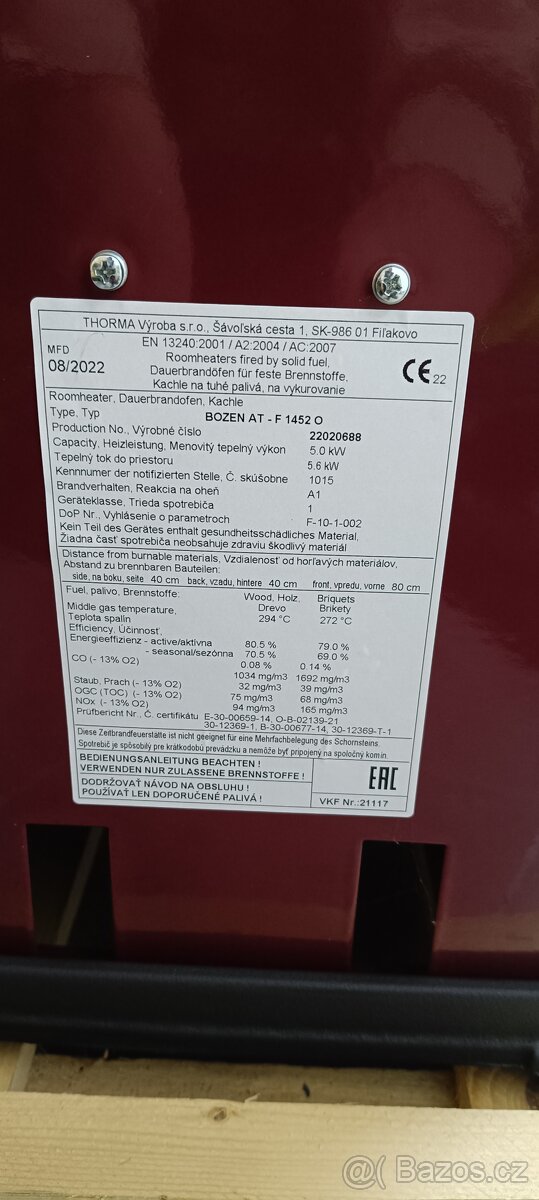 THORMA Výroba s.r.o., Šávoľská cesta 1, SK-986 01 Fiľakovo
MFD
08/2022
EN 13240:2001 / A2:2004 / AC:2007
Roomheaters fired by solid fuel,
Dauerbrandöfen für feste Brennstoffe,
Kachle na tuhé palivá, na vykurovanie
CE 22
Roomheater, Dauerbrandofen, Kachle
Type, Typ BOZEN AT - F 1452 O
Production No., Výrobné číslo 22020688
Capacity, Heizleistung, Menovitý tepelný výkon 5.0 kW
Tepelný tok do priestoru 5.6 kW
Kennnumer der notifizierten Stelle, Č. skúšobne 1015
Brandverhalten, Reakcia na oheň A1
Geräteklasse, Trieda spotrebiča 1
DoP Nr., Vyhlásenie o parametroch F-10-1-002
Kein Teil des Gerätes enthalt gesundheitsschädliches Material,
Žiadna časť spotrebiča neobsahuje zdraviu škodlivý materiál
Distance from burnable materials, Vzdialenosť od horľavých materiálov,
Abstand zu brennbaren Bauteilen:
side, na boku, seite 40 cm back, vzadu, hintere 40 cm front, vpredu, vorne 80 cm
Fuel, palivo, Brennstoffe: Wood, Holz, Briquets
Drevo Brikety
Middle gas temperature,
Teplota spalín 294 °C 272 °C
Efficiency, Účinnosť,
Energieeffizienz - active/aktívna 80.5 % 79.0 %
- seasonal/sezónna 70.5 % 69.0 %
CO (- 13% O2) 0.08 % 0.14 %
1034 mg/m3 1692 mg/m3
Staub, Prach (- 13% O2) 32 mg/m3 39 mg/m3
OGC (TOC) (- 13% O2) 75 mg/m3 68 mg/m3
NOx (- 13% O2) 94 mg/m3 165 mg/m3
Prüfbericht Nr., Č. certifikátu E-30-00659-14, O-B-02139-21
30-12369-1, B-30-00677-14, 30-12369-T-1
Diese Zeitbrandfeuerstätte ist nicht geeignet für eine Mehrfachbelegung des Schornsteins.
Spotrebič je spôsobily pre krátkodobú prevádzku a nemôže byť pripojený na spoločný komín.
BEDIENUNGSANLEITUNG BEACHTEN !
VERWENDEN NUR ZULASSENE BRENNSTOFFE !
DODRŽOVAŤ NÁVOD NA OBSLUHU !
POUŽÍVAŤ LEN DOPORUČENÉ PALIVÁ !
EAC
VKF Nr.:21117
Bazos.cz